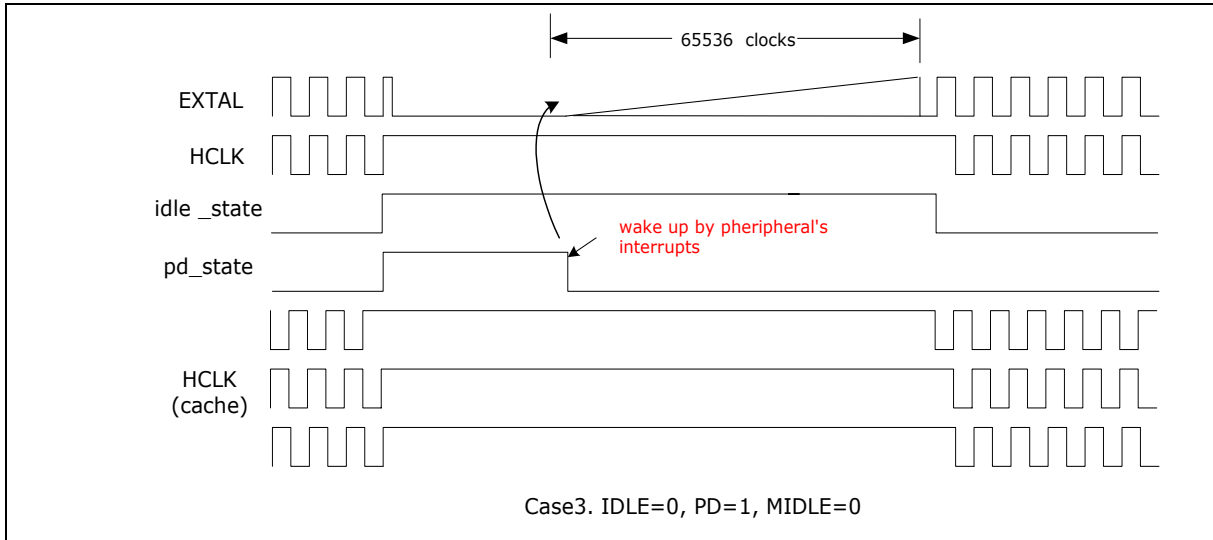 65536 clocks
EXTAL
HCLK
idle _state
wake up by pheripheral's
interrupts
pd_state
HCLK
(cache)
Case3. IDLE=0, PD=1, MIDLE=0